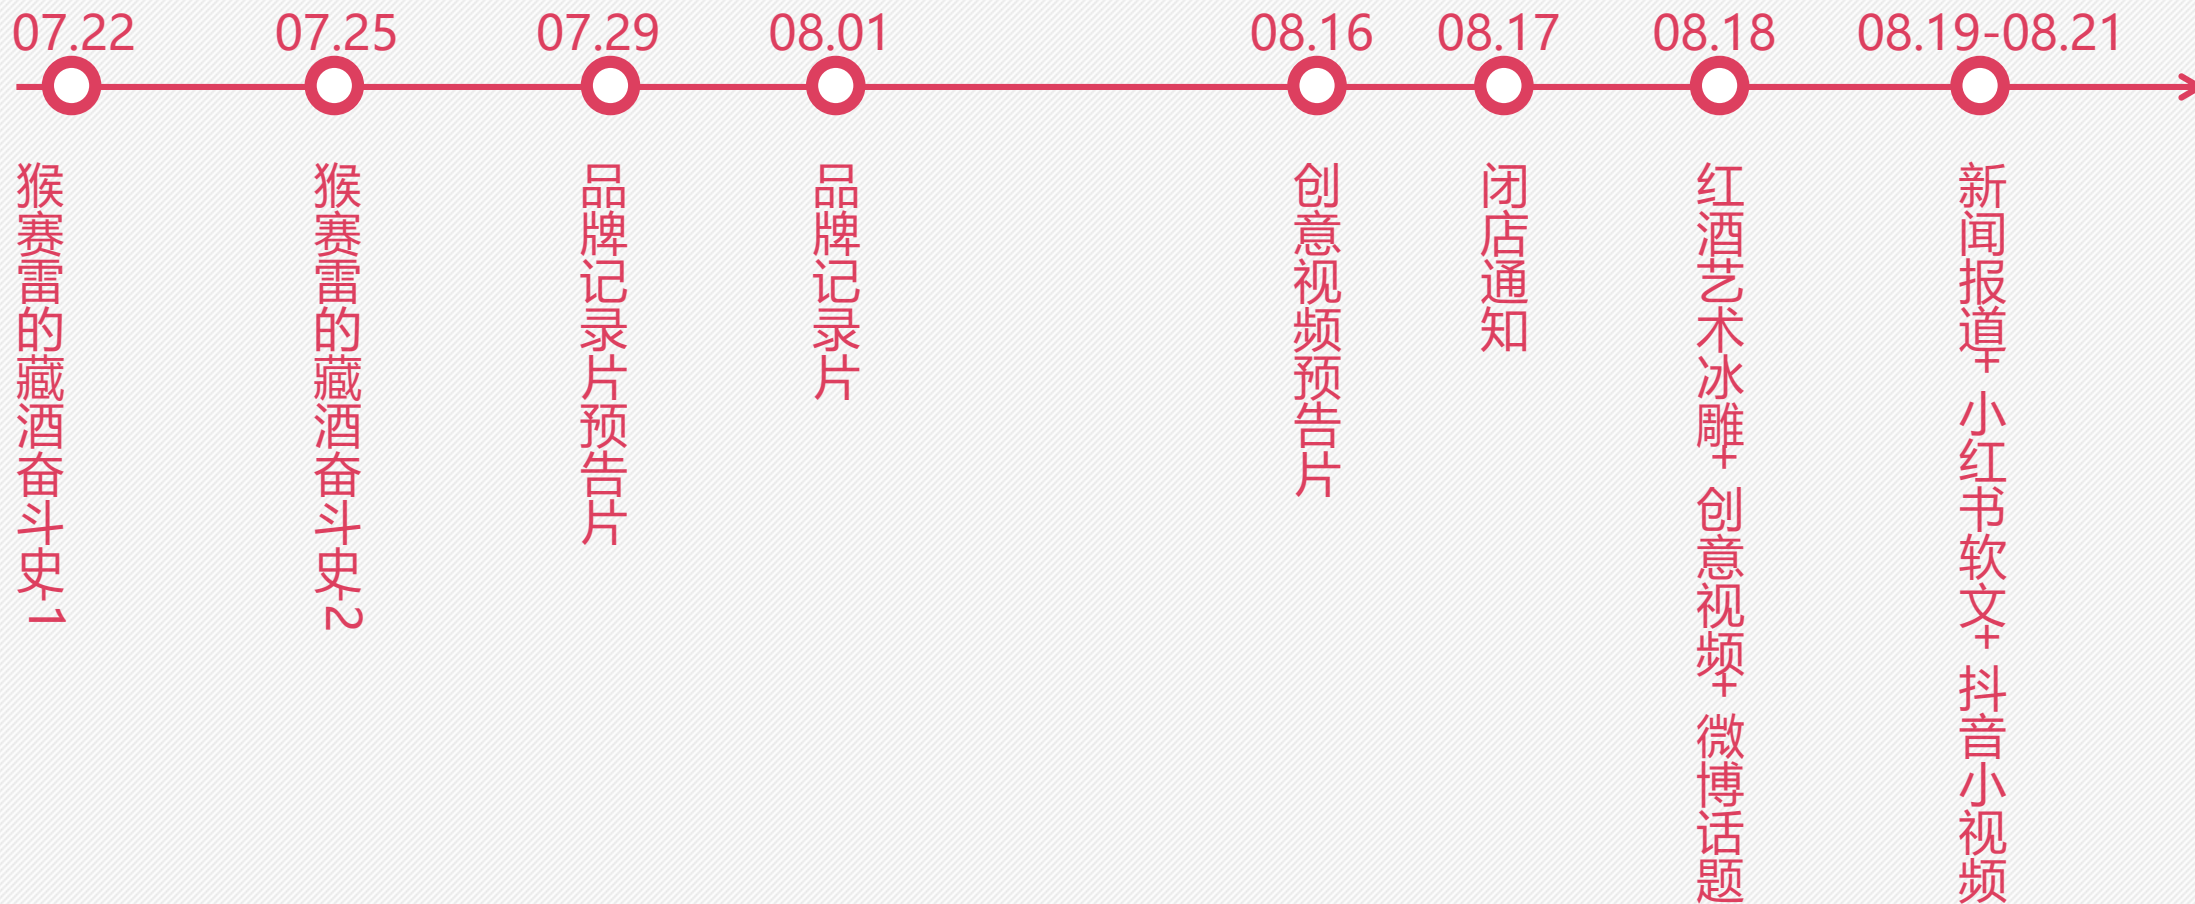 07.22
07.25
07.29
08.01
08.16
08.17
08.18
08.19-08.21
猴赛雷的藏酒奋斗史-1
猴赛雷的藏酒奋斗史-2
品牌记录片预告片
品牌记录片
创意视频预告片
闭店通知
红酒艺术冰雕+ 创意视频+ 微博话题
新闻报道+ 小红书软文+ 抖音小视频